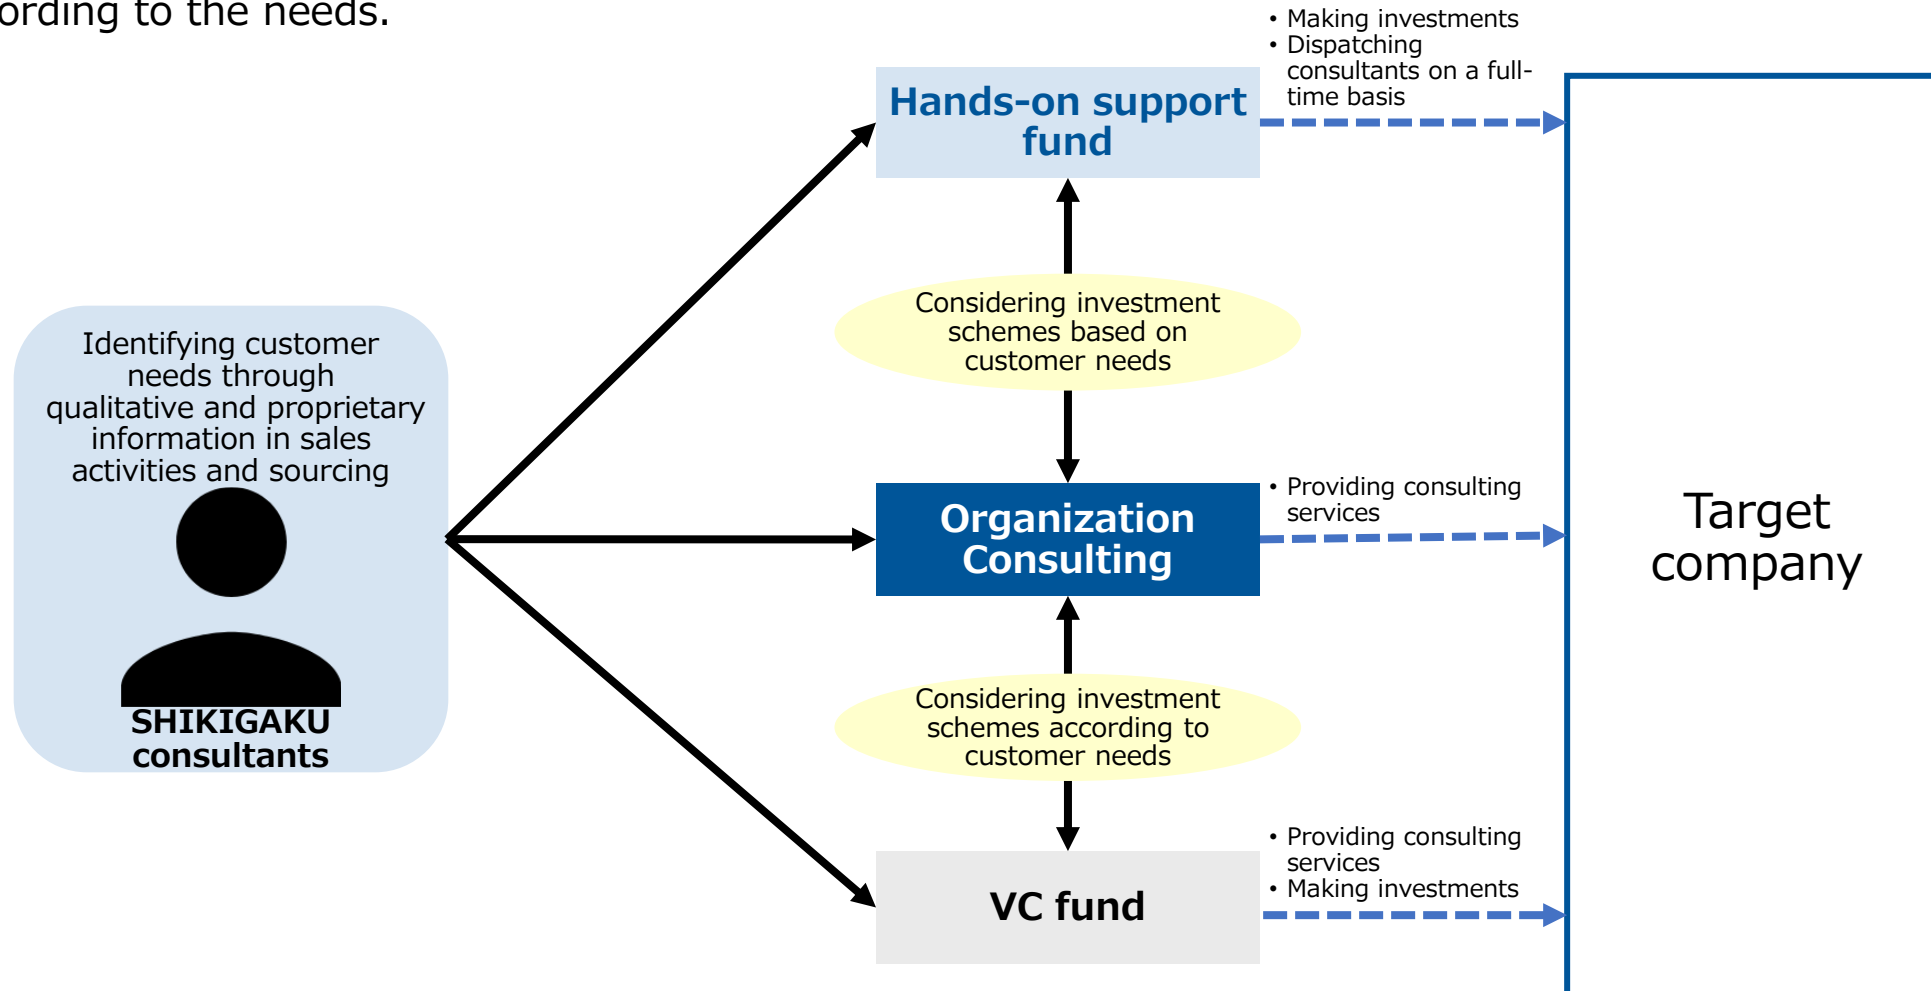 ording to the needs.
• Making investments
• Dispatching
consultants on a full-
time basis
Hands-on support
fund
Considering investment
schemes based on
customer needs
Identifying customer
needs through
qualitative and proprietary
information in sales
activities and sourcing
SHIKIGAKU
consultants
Organization
Consulting
• Providing consulting
services
Target
company
Considering investment
schemes according to
customer needs
VC fund
• Providing consulting
services
• Making investments